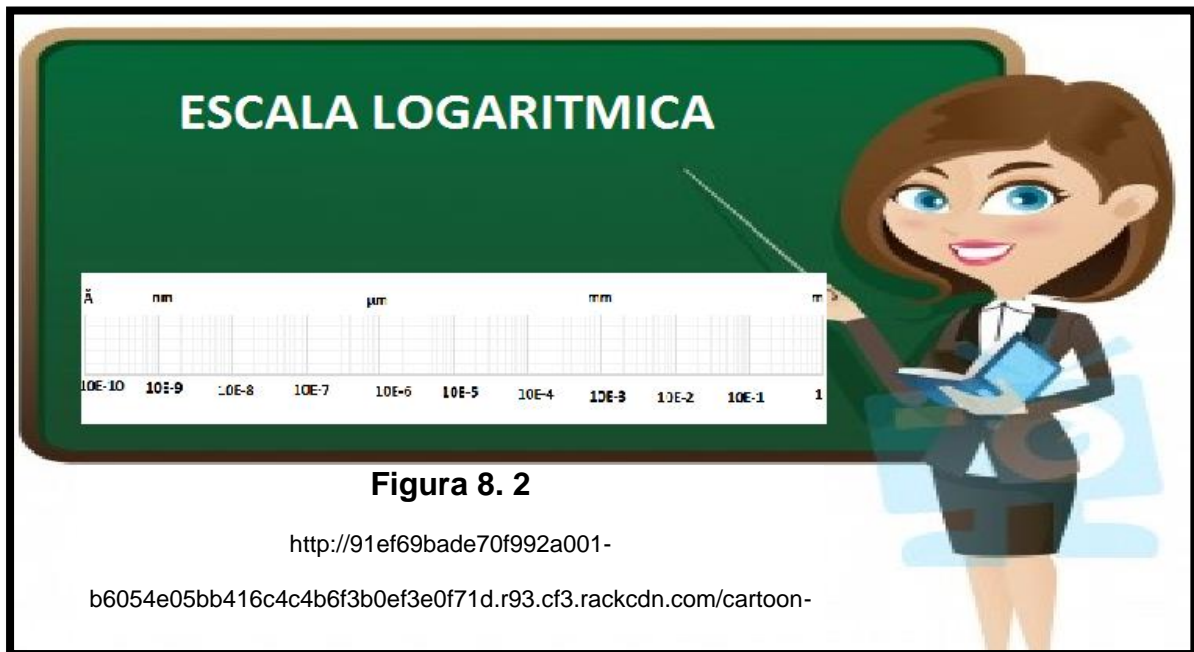 ESCALA LOGARITMICA
Å nm µm mm m
10E-10 10E-9 10E-8 10E-7 10E-6 10E-5 10E-4 10E-3 10E-2 10E-1 1
Figura 8. 2
http://91ef69bade70f992a001-
b6054e05bb416c4c4b6f3b0ef3e0f71d.r93.cf3.rackcdn.com/cartoon-